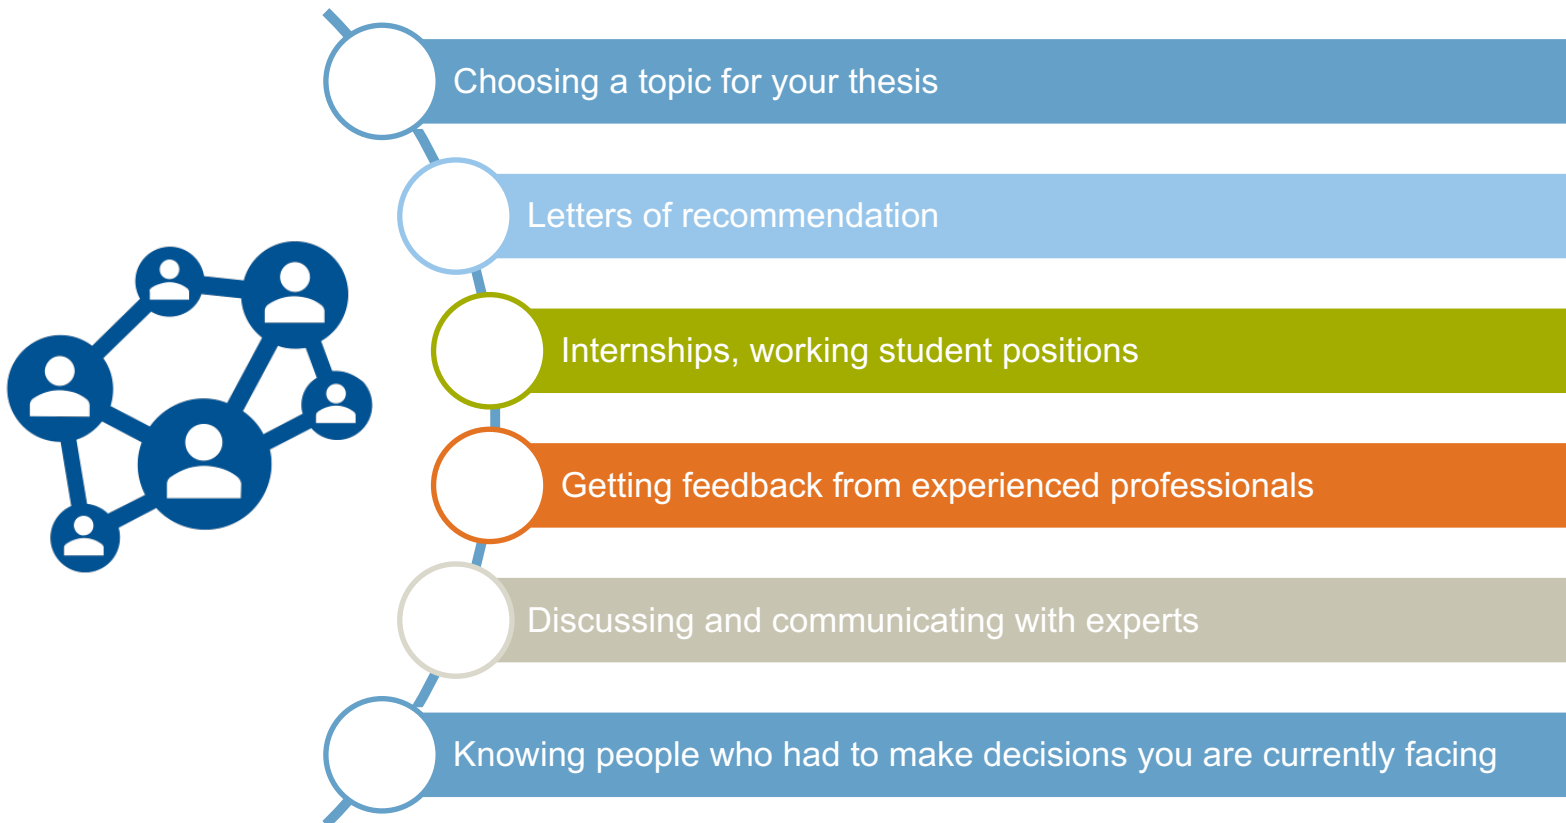 Choosing a topic for your thesis
Letters of recommendation
Internships, working student positions
Getting feedback from experienced professionals
Discussing and communicating with experts
Knowing people who had to make decisions you are currently facing